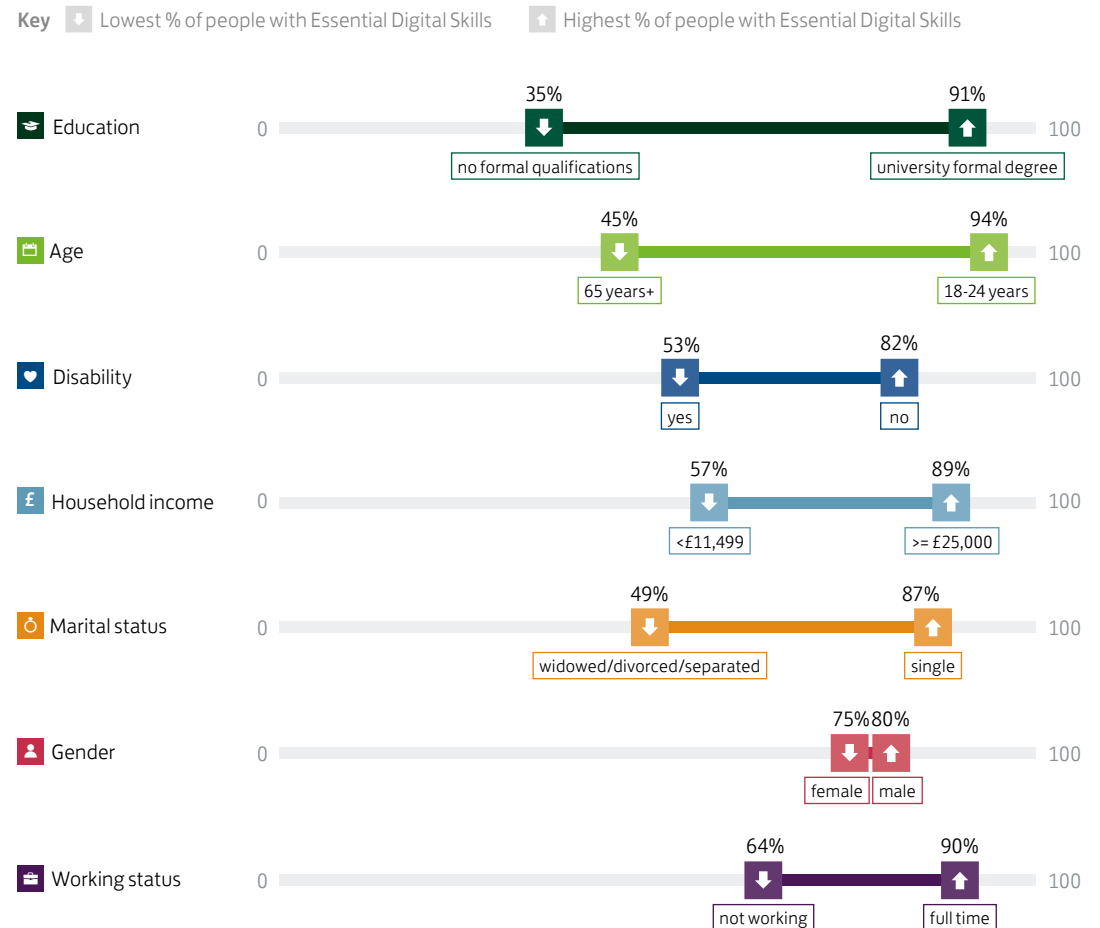 Key Lowest % of people with Essential Digital Skills Highest % of people with Essential Digital Skills
35% 91%
Education 0 100
no formal qualifications university formal degree
45% 94%
Age 0 100
65 years+ 18-24 years
53% 82%
Disability 0 100
yes no
57% 89%
£ Household income 0 100
<£11,499 >= £25,000
49% 87%
Marital status 0 100
widowed/divorced/separated single
75% 80%
Gender 0 100
female male
64% 90%
Working status 0 100
not working full time